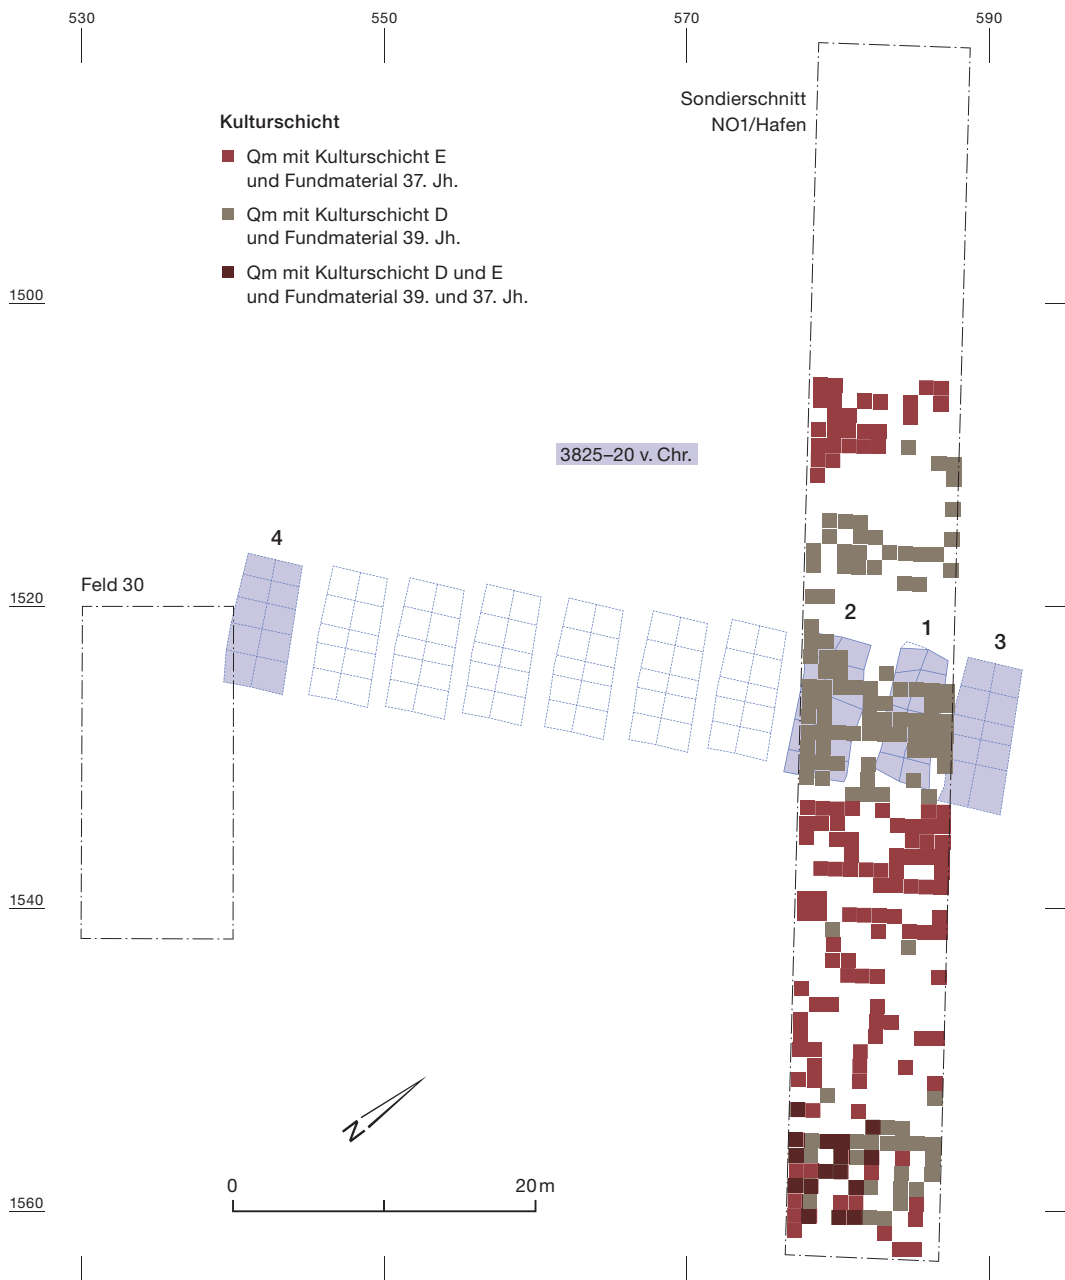 530
550
570
590
Sondierschnitt
NO1/Hafen
Kulturschicht
Qm mit Kulturschicht E
und Fundmaterial 37. Jh.
Qm mit Kulturschicht D
und Fundmaterial 39. Jh.
Qm mit Kulturschicht D und E
und Fundmaterial 39. und 37. Jh.
1500
3825–20 v. Chr.
4
Feld 30
1520
2
1
3
1540
N
0
20 m
1560